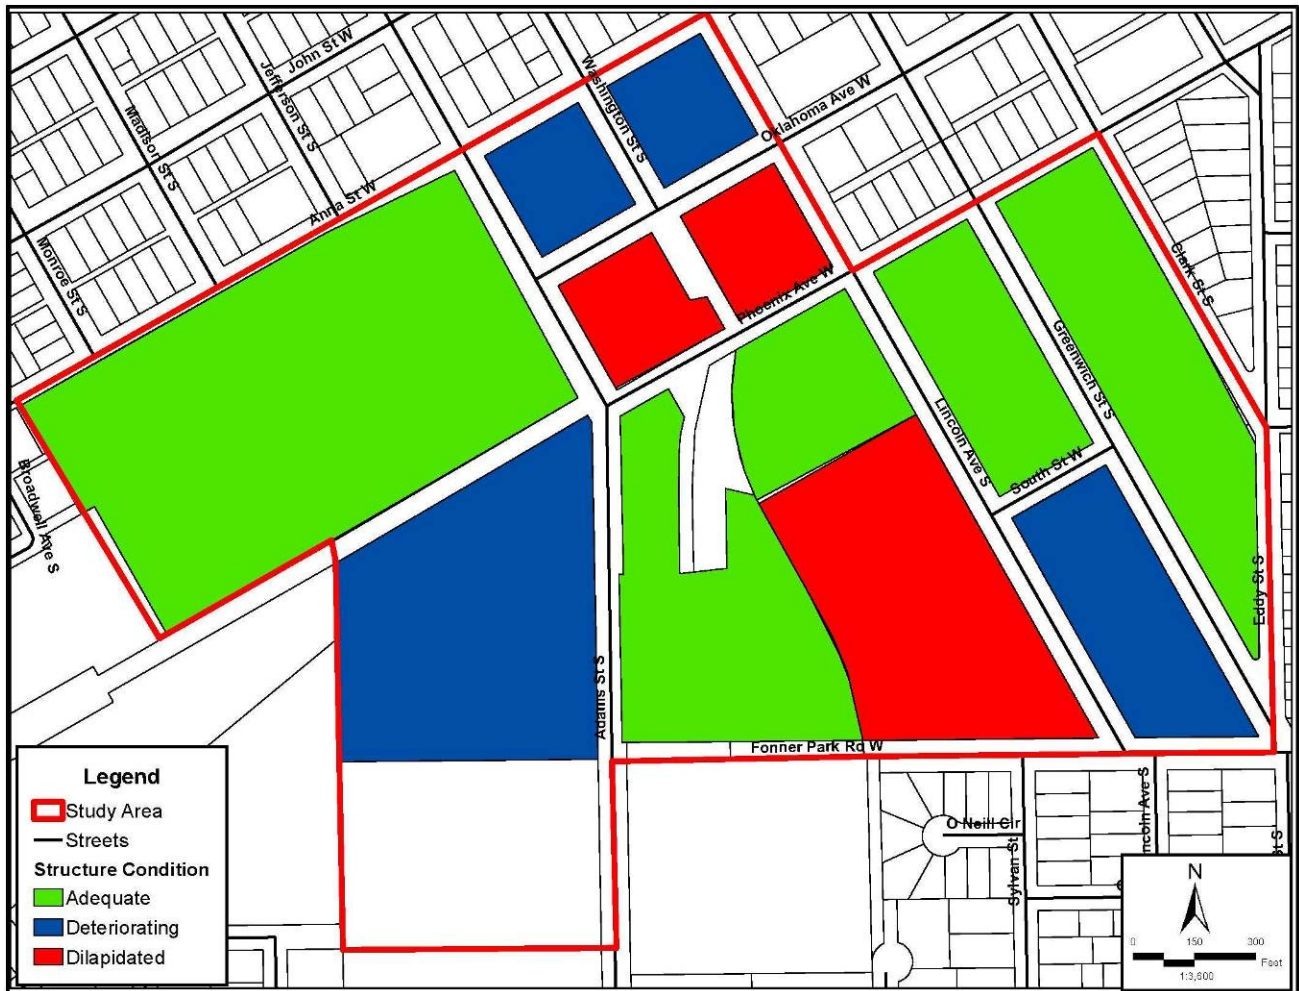 John St W
Jefferson St S
Washington St S
Madison St S
Oklahoma Ave W
Anna St W
Monroe St S
Clark St S
Phoenix Ave W
Greenwich St S
Lincoln Ave S
South St W
Broadwell Ave S
Eddy St S
Adams St S
Fonner Park Rd W
Legend
Study Area
Streets
Structure Condition
Adequate
Deteriorating
Dilapidated
O Neill Cir
Sylvan St
ncoln Ave S
St S
N
0 150 300
Feet
1:3,600